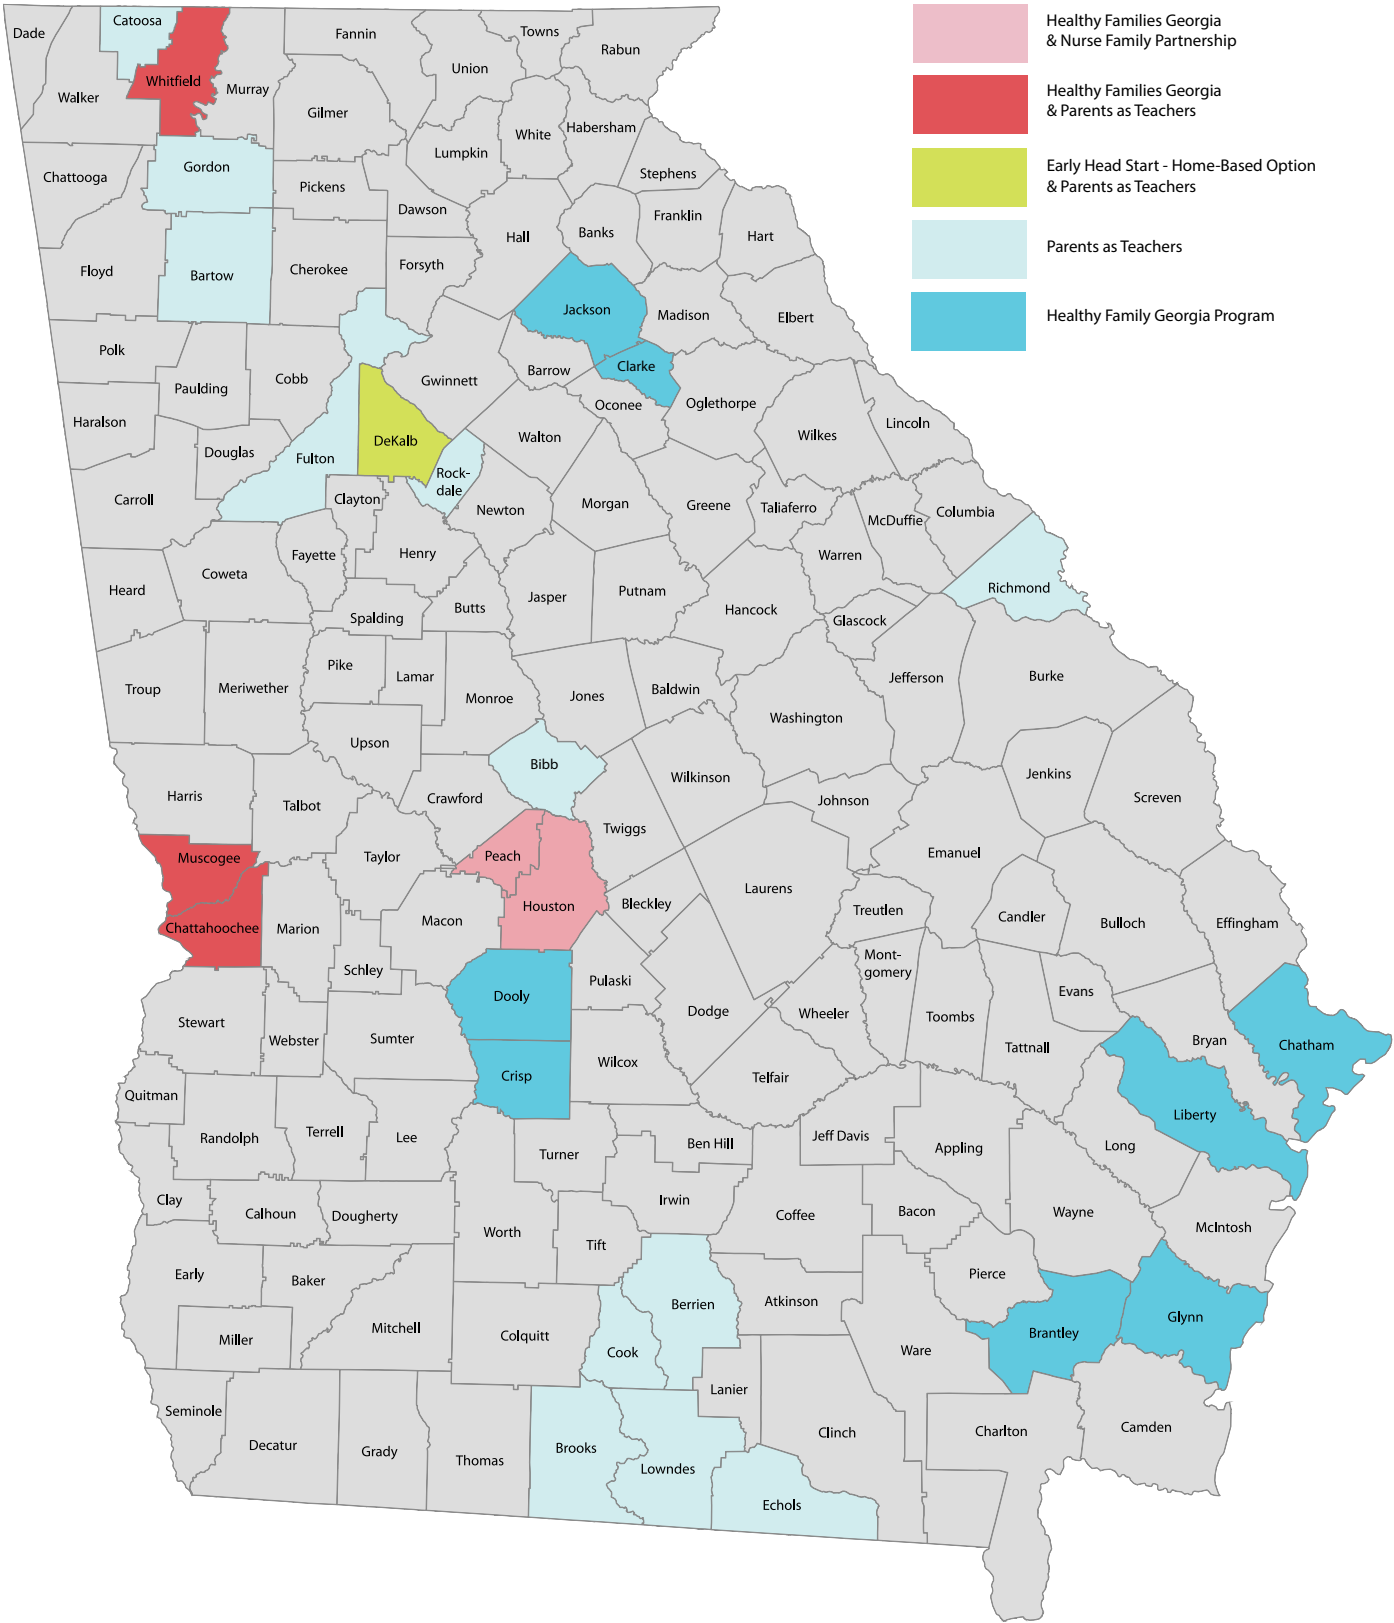 Healthy Families Georgia
& Nurse Family Partnership
Healthy Families Georgia
& Parents as Teachers
Early Head Start - Home-Based Option
& Parents as Teachers
Parents as Teachers
Healthy Family Georgia Program
Dade
Catoosa
Fannin
Towns
Rabun
Union
Whitfield
Murray
Walker
Gilmer
White
Habersham
Lumpkin
Gordon
Stephens
Chattooga
Pickens
Dawson
Franklin
Banks
Hart
Hall
Floyd
Bartow
Cherokee
Forsyth
Jackson
Madison
Elbert
Polk
Clarke
Barrow
Cobb
Gwinnett
Paulding
Oconee
Oglethorpe
Haralson
Lincoln
Wilkes
Walton
DeKalb
Douglas
Fulton
Rock-
dale
Carroll
Clayton
Morgan
Greene
Taliaferro
Newton
McDuffie
Columbia
Fayette
Henry
Warren
Coweta
Richmond
Heard
Jasper
Putnam
Butts
Hancock
Spalding
Glascock
Pike
Lamar
Jefferson
Burke
Troup
Meriwether
Baldwin
Jones
Monroe
Washington
Upson
Bibb
Jenkins
Wilkinson
Harris
Crawford
Screven
Talbot
Johnson
Twiggs
Muscogee
Taylor
Peach
Emanuel
Laurens
Bleckley
Houston
Treutlen
Candler
Macon
Bulloch
Effingham
Chattahoochee
Marion
Mont-
gomery
Schley
Pulaski
Evans
Dooly
Dodge
Wheeler
Toombs
Stewart
Sumter
Webster
Bryan
Chatham
Tattnall
Wilcox
Crisp
Telfair
Quitman
Liberty
Terrell
Randolph
Lee
Jeff Davis
Ben Hill
Long
Appling
Turner
Clay
Irwin
Calhoun
Dougherty
Coffee
Bacon
Wayne
McIntosh
Worth
Tift
Early
Baker
Pierce
Atkinson
Berrien
Glynn
Mitchell
Colquitt
Miller
Brantley
Cook
Ware
Lanier
Seminole
Camden
Charlton
Clinch
Decatur
Brooks
Grady
Thomas
Lowndes
Echols